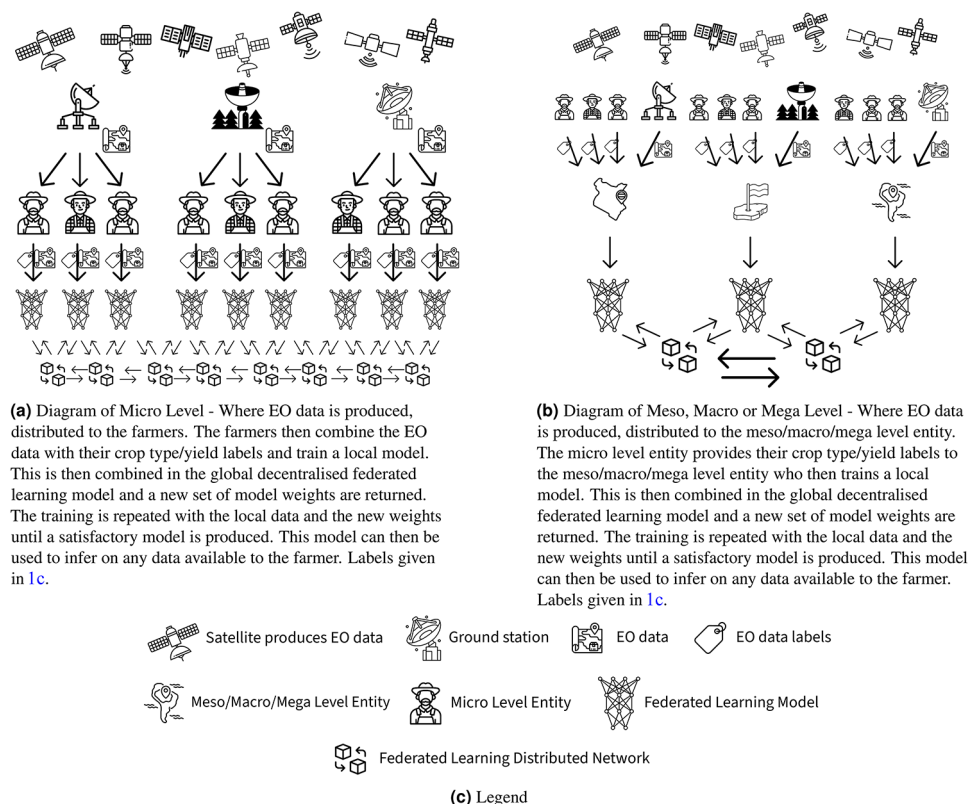 (a) Diagram of Micro Level - Where EO data is produced,
distributed to the farmers. The farmers then combine the EO
data with their crop type/yield labels and train a local model.
This is then combined in the global decentralised federated
learning model and a new set of model weights are returned.
The training is repeated with the local data and the new weights
until a satisfactory model is produced. This model can then be
used to infer on any data available to the farmer. Labels given
in 1c.
(b) Diagram of Meso, Macro or Mega Level - Where EO data
is produced, distributed to the meso/macro/mega level entity.
The micro level entity provides their crop type/yield labels to
the meso/macro/mega level entity who then trains a local
model. This is then combined in the global decentralised
federated learning model and a new set of model weights are
returned. The training is repeated with the local data and the
new weights until a satisfactory model is produced. This model
can then be used to infer on any data available to the farmer.
Labels given in 1c.
Satellite produces EO data
Ground station
EO data
EO data labels
Meso/Macro/Mega Level Entity
Micro Level Entity
Federated Learning Model
Federated Learning Distributed Network
(c) Legend